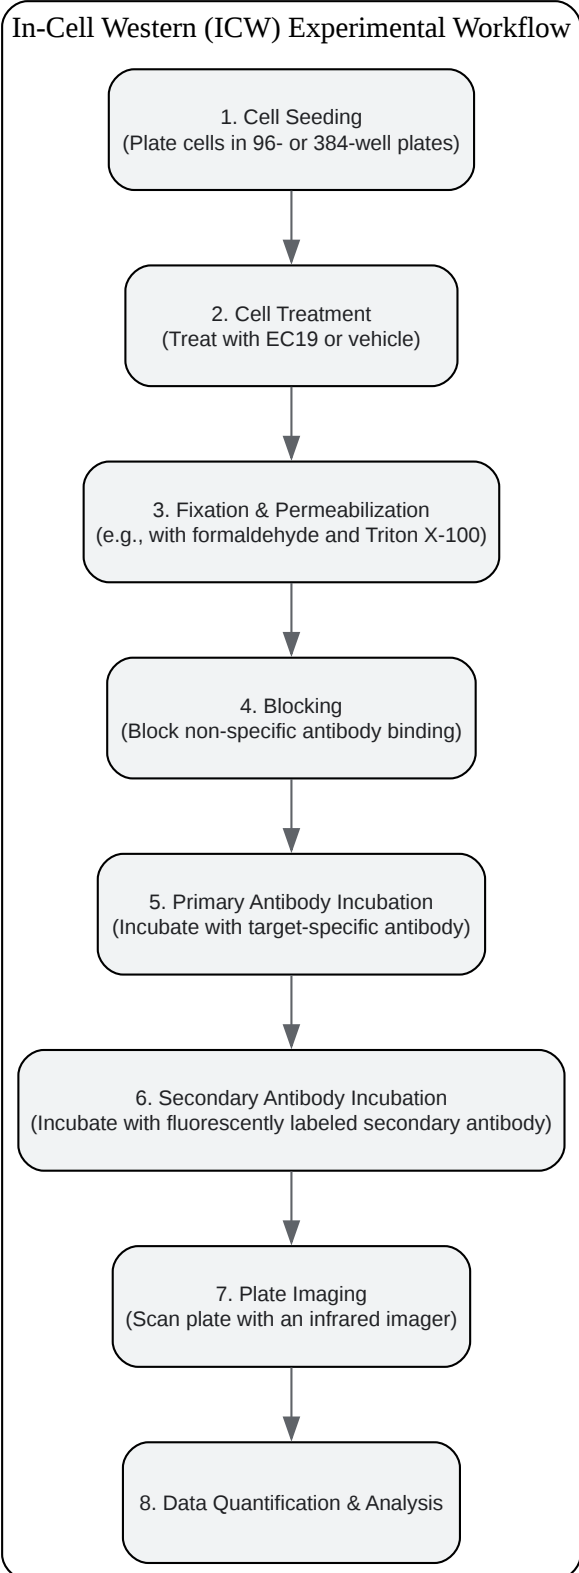 In-Cell Western (ICW) Experimental Workflow
1. Cell Seeding
(Plate cells in 96- or 384-well plates)
2. Cell Treatment
(Treat with EC19 or vehicle)
3. Fixation & Permeabilization
(e.g., with formaldehyde and Triton X-100)
4. Blocking
(Block non-specific antibody binding)
5. Primary Antibody Incubation
(Incubate with target-specific antibody)
6. Secondary Antibody Incubation
(Incubate with fluorescently labeled secondary antibody)
7. Plate Imaging
(Scan plate with an infrared imager)
8. Data Quantification & Analysis